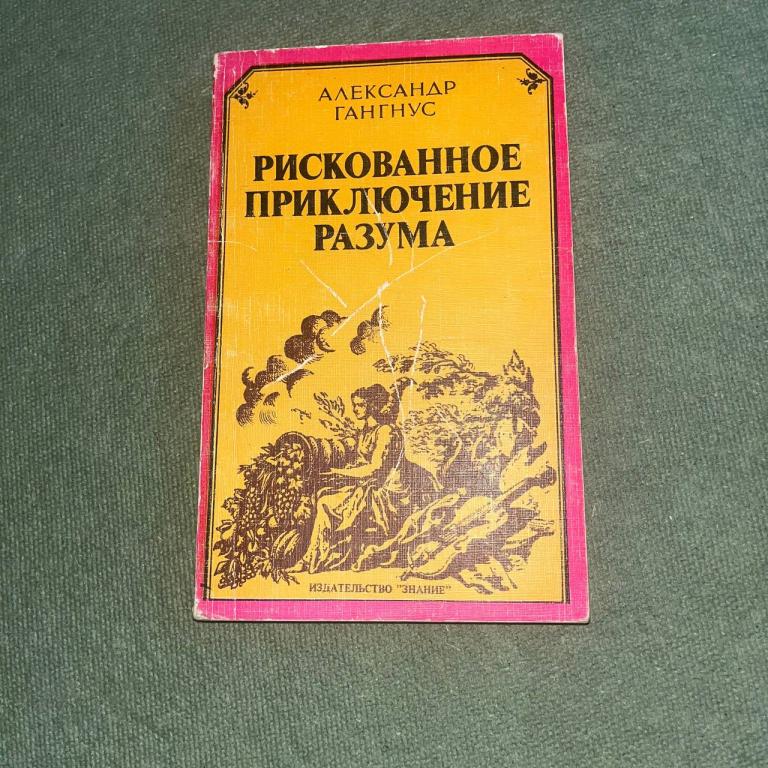 АЛЕКСАНДР
ГАНГНУС
РИСКОВАННОЕ
ПРИКЛЮЧЕНИЕ
РАЗУМА
ИЗДАТЕЛЬСТВО "ЗНАНИЕ"